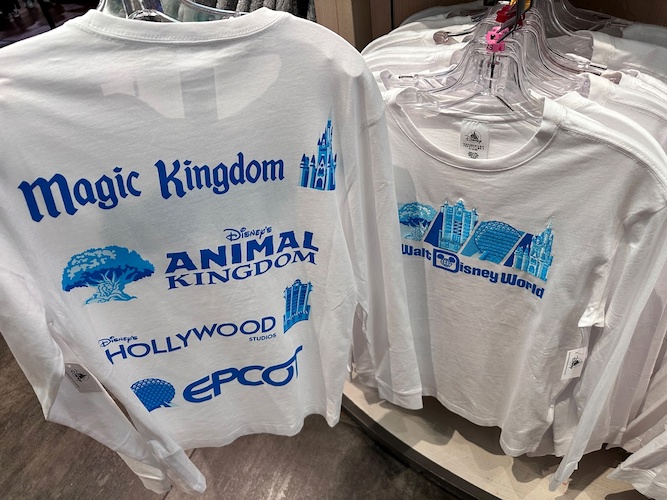 Magic Kingdom
Disney's
ANIMAL
KINGDOM
Disney's
HOLLYWOOD
STUDIOS
EPCOT
Walt Disney World